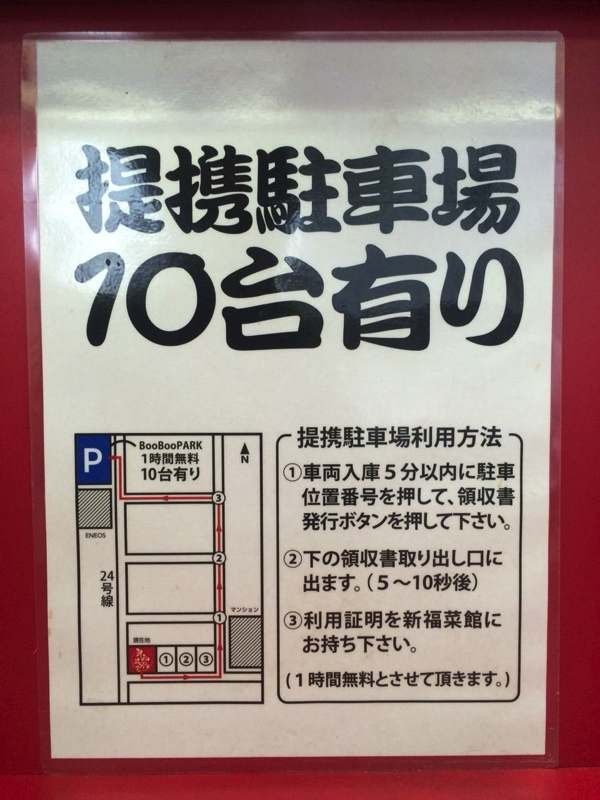 提携駐車場
10台有り
P
BooBooPARK
1時間無料
10台有り
N
ENEOS
24号線
③
②
①
マンション
現在地
① ② ③
提携駐車場利用方法
①車両入庫5分以内に駐車
位置番号を押して、領収書
発行ボタンを押して下さい。
②下の領収書取り出し口に
出ます。（5～10秒後）
③利用証明を新福菜館に
お持ち下さい。
(1時間無料とさせて頂きます。)